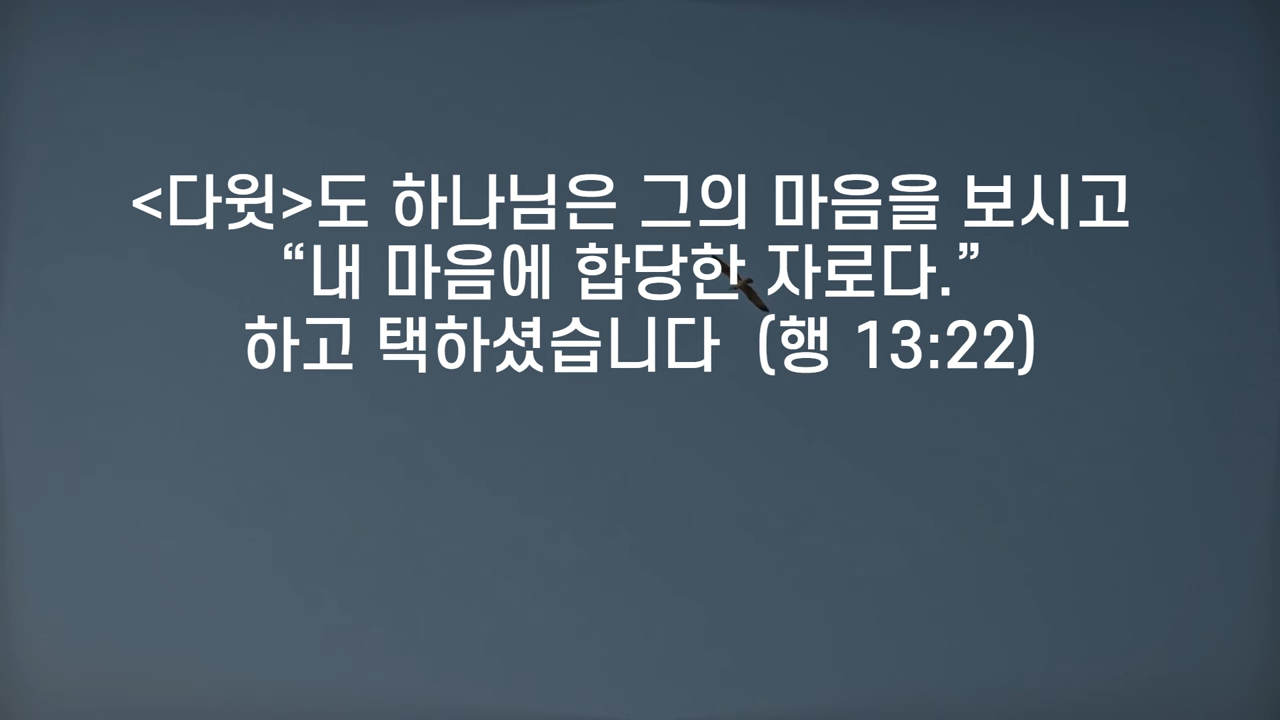 <다윗>도 하나님은 그의 마음을 보시고
“내 마음에 합당한 자로다.”
하고 택하셨습니다 (행 13:22)